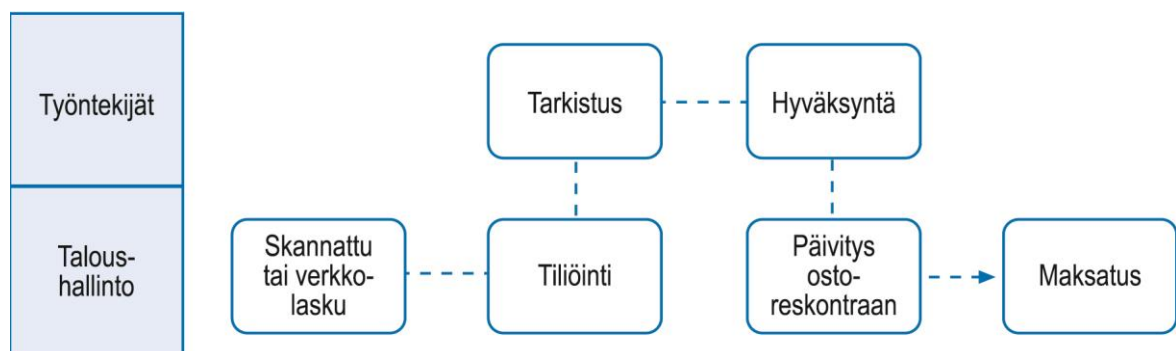 Työntekijät
Tarkistus
Hyväksyntä
Talous-
hallinto
Skannattu
tai verkko-
lasku
Tiliöinti
Päivitys
osto-
reskontraan
Maksatus